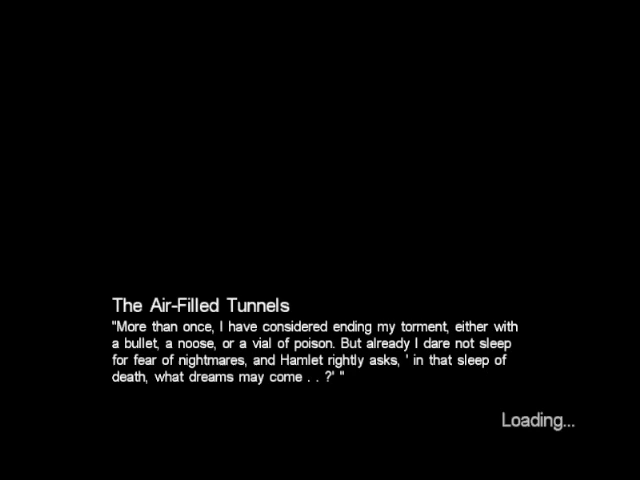 The Air-Filled Tunnels
"More than once, I have considered ending my torment, either with
a bullet, a noose, or a vial of poison. But already I dare not sleep
for fear of nightmares, and Hamlet rightly asks, ' in that sleep of
death, what dreams may come . . ?' "
Loading...